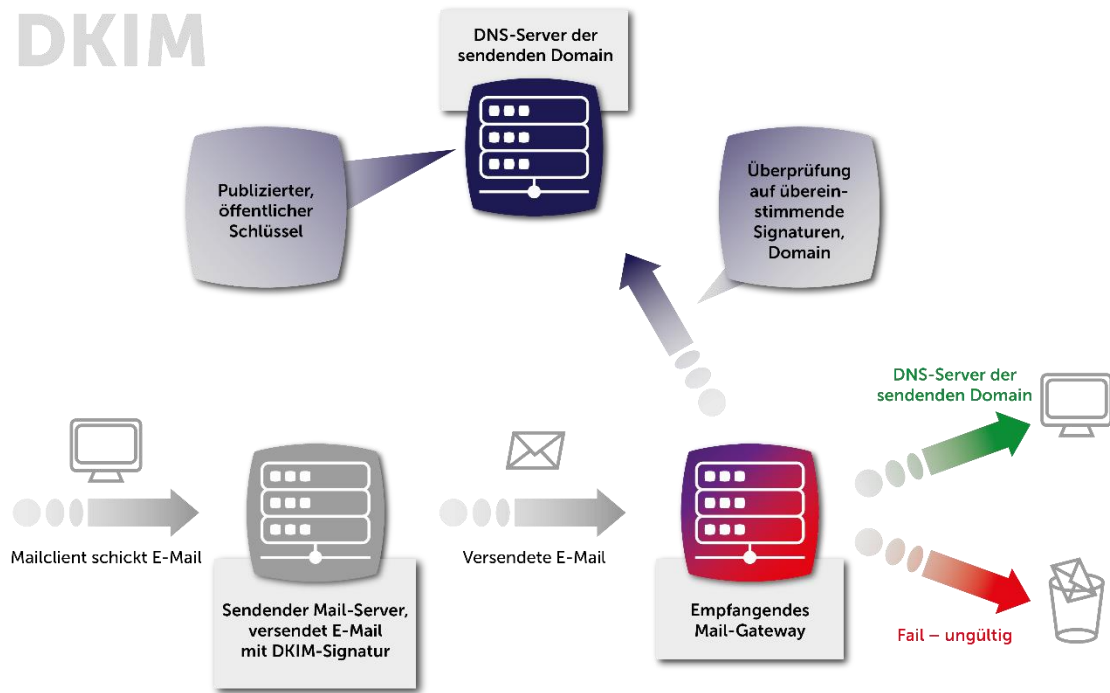 DKIM
DNS-Server der
sendenden Domain
Publizierter,
öffentlicher
Schlüssel
Überprüfung
auf überein-
stimmende
Signaturen,
Domain
DNS-Server der
sendenden Domain
Mailclient schickt E-Mail
Versendete E-Mail
Sendender Mail-Server,
versendet E-Mail
mit DKIM-Signatur
Empfangendes
Mail-Gateway
Fail – ungültig